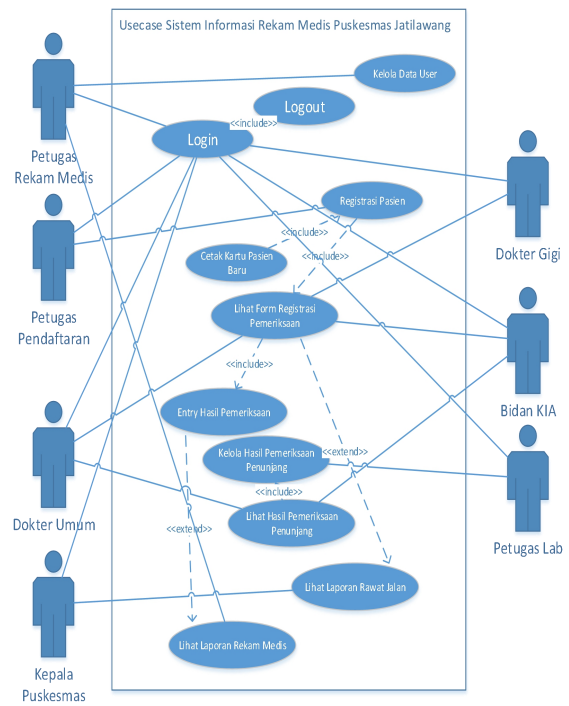 Usecase Sistem Informasi Rekam Medis Puskesmas Jatilawang
Kelola Data User
Logout
<<include>>
Login
Petugas
Rekam Medis
Registrasi Pasien
<<include>>
Cetak Kartu Pasien
Baru
<<include>>
Dokter Gigi
Lihat Form Registrasi
Pemeriksaan
Petugas
Pendaftaran
<<include>>
Entry Hasil Pemeriksaan
Bidan KIA
Kelola Hasil Pemeriksaan
Penunjang
<<extend>>
<<include>>
Lihat Hasil Pemeriksaan
Penunjang
Dokter Umum
<<extend>>
Petugas Lab
Lihat Laporan Rawat Jalan
Lihat Laporan Rekam Medis
Kepala
Puskesmas